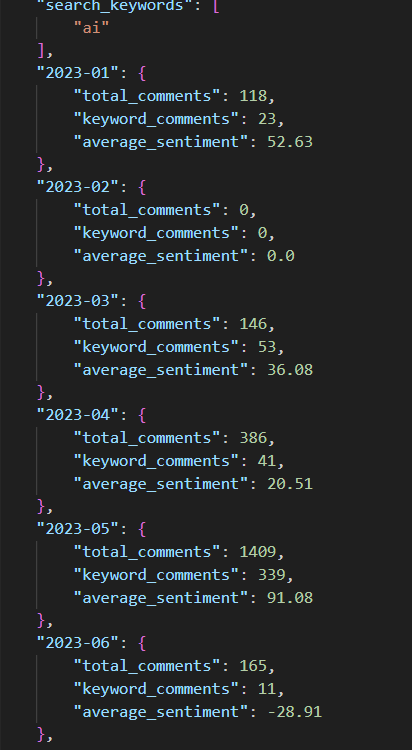 "search_keywords": [
"ai"
],
"2023-01": {
"total_comments": 118,
"keyword_comments": 23,
"average_sentiment": 52.63
},
"2023-02": {
"total_comments": 0,
"keyword_comments": 0,
"average_sentiment": 0.0
},
"2023-03": {
"total_comments": 146,
"keyword_comments": 53,
"average_sentiment": 36.08
},
"2023-04": {
"total_comments": 386,
"keyword_comments": 41,
"average_sentiment": 20.51
},
"2023-05": {
"total_comments": 1409,
"keyword_comments": 339,
"average_sentiment": 91.08
},
"2023-06": {
"total_comments": 165,
"keyword_comments": 11,
"average_sentiment": -28.91
},